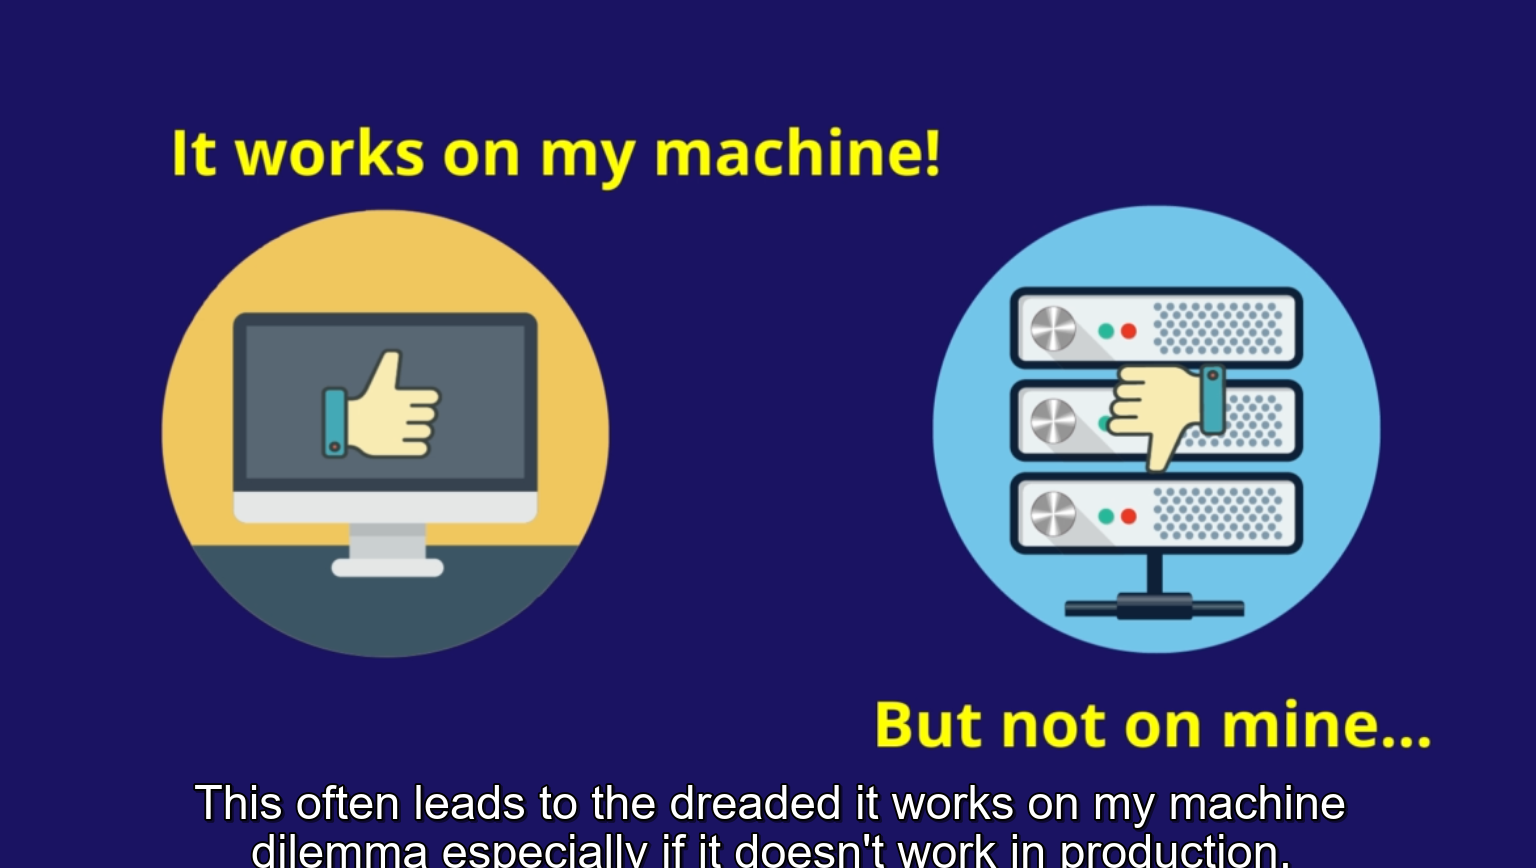 It works on my machine!
But not on mine...
This often leads to the dreaded it works on my machine
dilemma especially if it doesn't work in production.